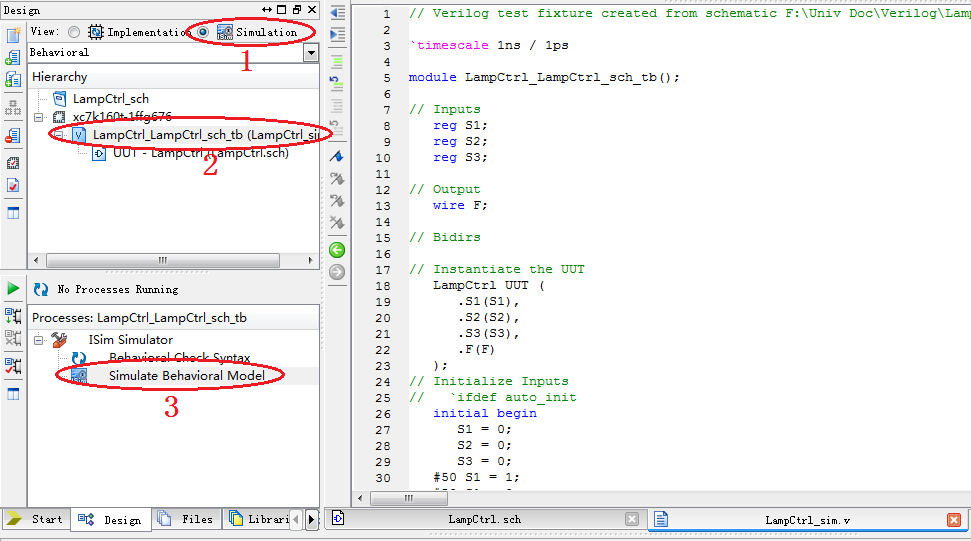 Design
View: Implementatio Simulation
1
Behavioral
Hierarchy
LampCtrl_sch
xc7k160t-1ffg676
LampCtrl_LampCtrl_sch_tb (LampCtrl_si
UUT - LampCtrl (LampCtrl.sch)
2
No Processes Running
Processes: LampCtrl_LampCtrl_sch_tb
ISim Simulator
Behavioral Check Syntax
Simulate Behavioral Model
3
Start
Design
Files
Librari
1 // Verilog test fixture created from schematic F:\Univ Doc\Verilog\Lamp
2
3 `timescale 1ns / 1ps
4
5 module LampCtrl_LampCtrl_sch_tb();
6
7 // Inputs
8 reg S1;
9 reg S2;
10 reg S3;
11
12 // Output
13 wire F;
14
15 // Bidirs
16
17 // Instantiate the UUT
18 LampCtrl UUT (
19 .S1(S1),
20 .S2(S2),
21 .S3(S3),
22 .F(F)
23 );
24 // Initialize Inputs
25 // `ifdef auto_init
26 initial begin
27 S1 = 0;
28 S2 = 0;
29 S3 = 0;
30 #50 S1 = 1;
LampCtrl.sch
LampCtrl_sim.v